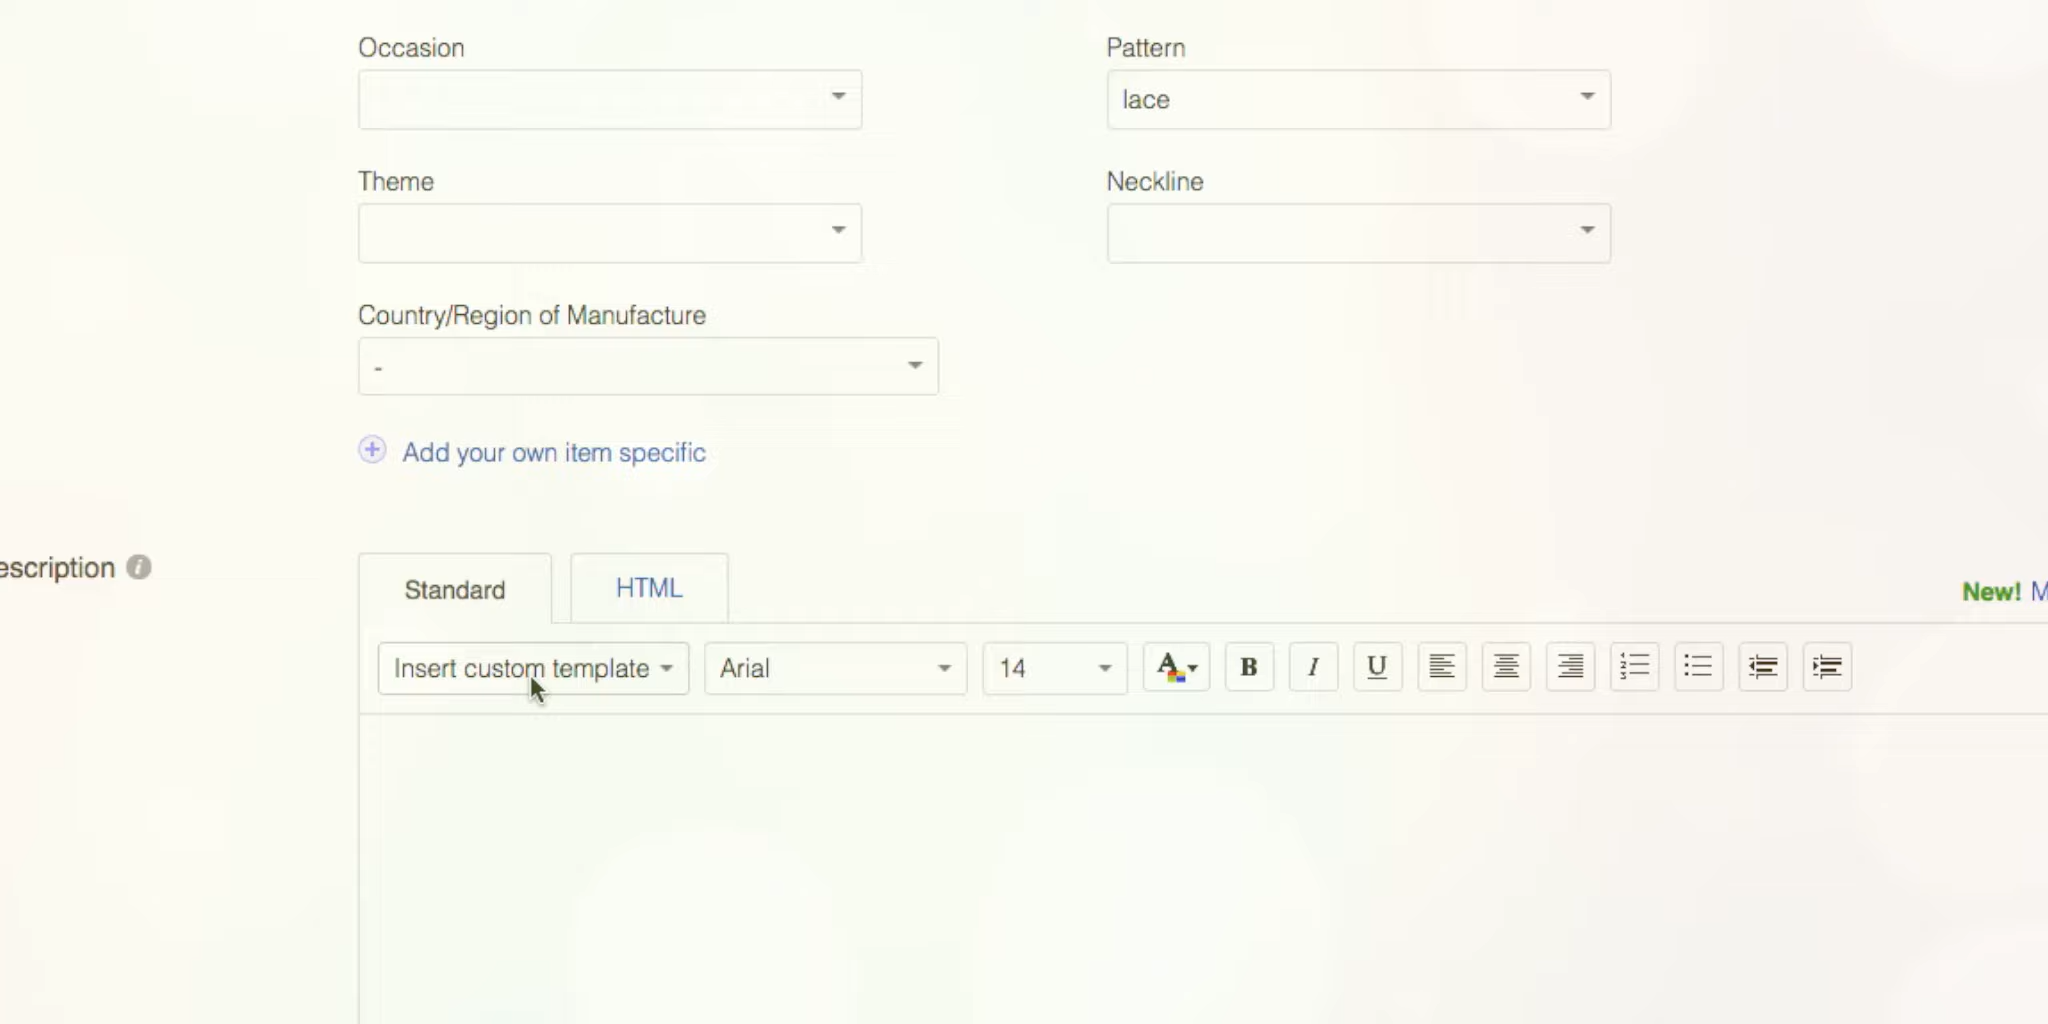 Occasion
Pattern
lace
Theme
Neckline
Country/Region of Manufacture
-
Add your own item specific
escription
Standard
HTML
New! M
Insert custom template
Arial
14
A
B
I
U